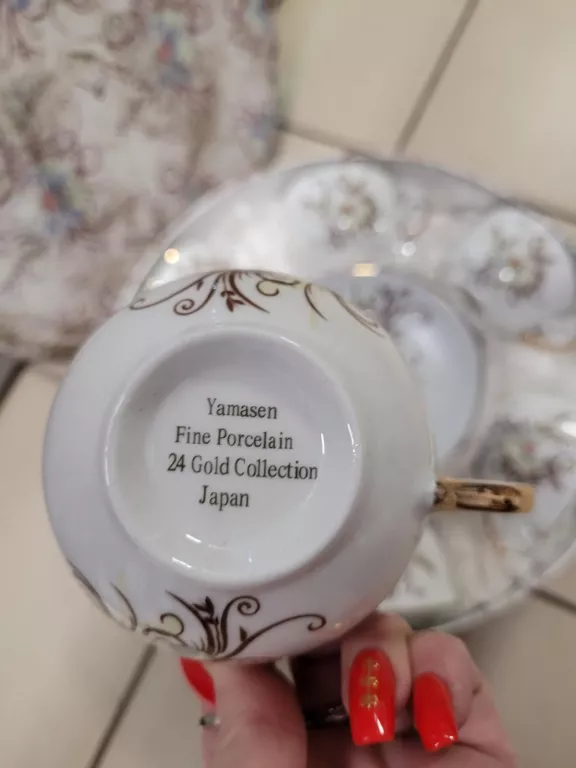 Yamasen
Fine Porcelain
24 Gold Collection
Japan